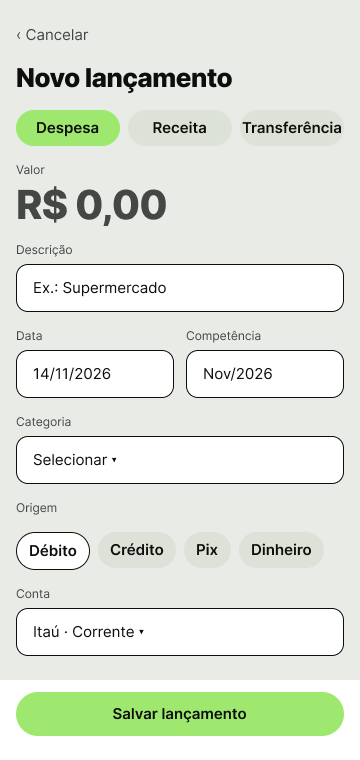 ‹ Cancelar
Novo lançamento
Despesa Receita Transferência
Valor
R$ 0,00
Descrição
Ex.: Supermercado
Data Competência
14/11/2026 Nov/2026
Categoria
Selecionar ▾
Origem
Débito Crédito Pix Dinheiro
Conta
Itaú · Corrente ▾
Salvar lançamento